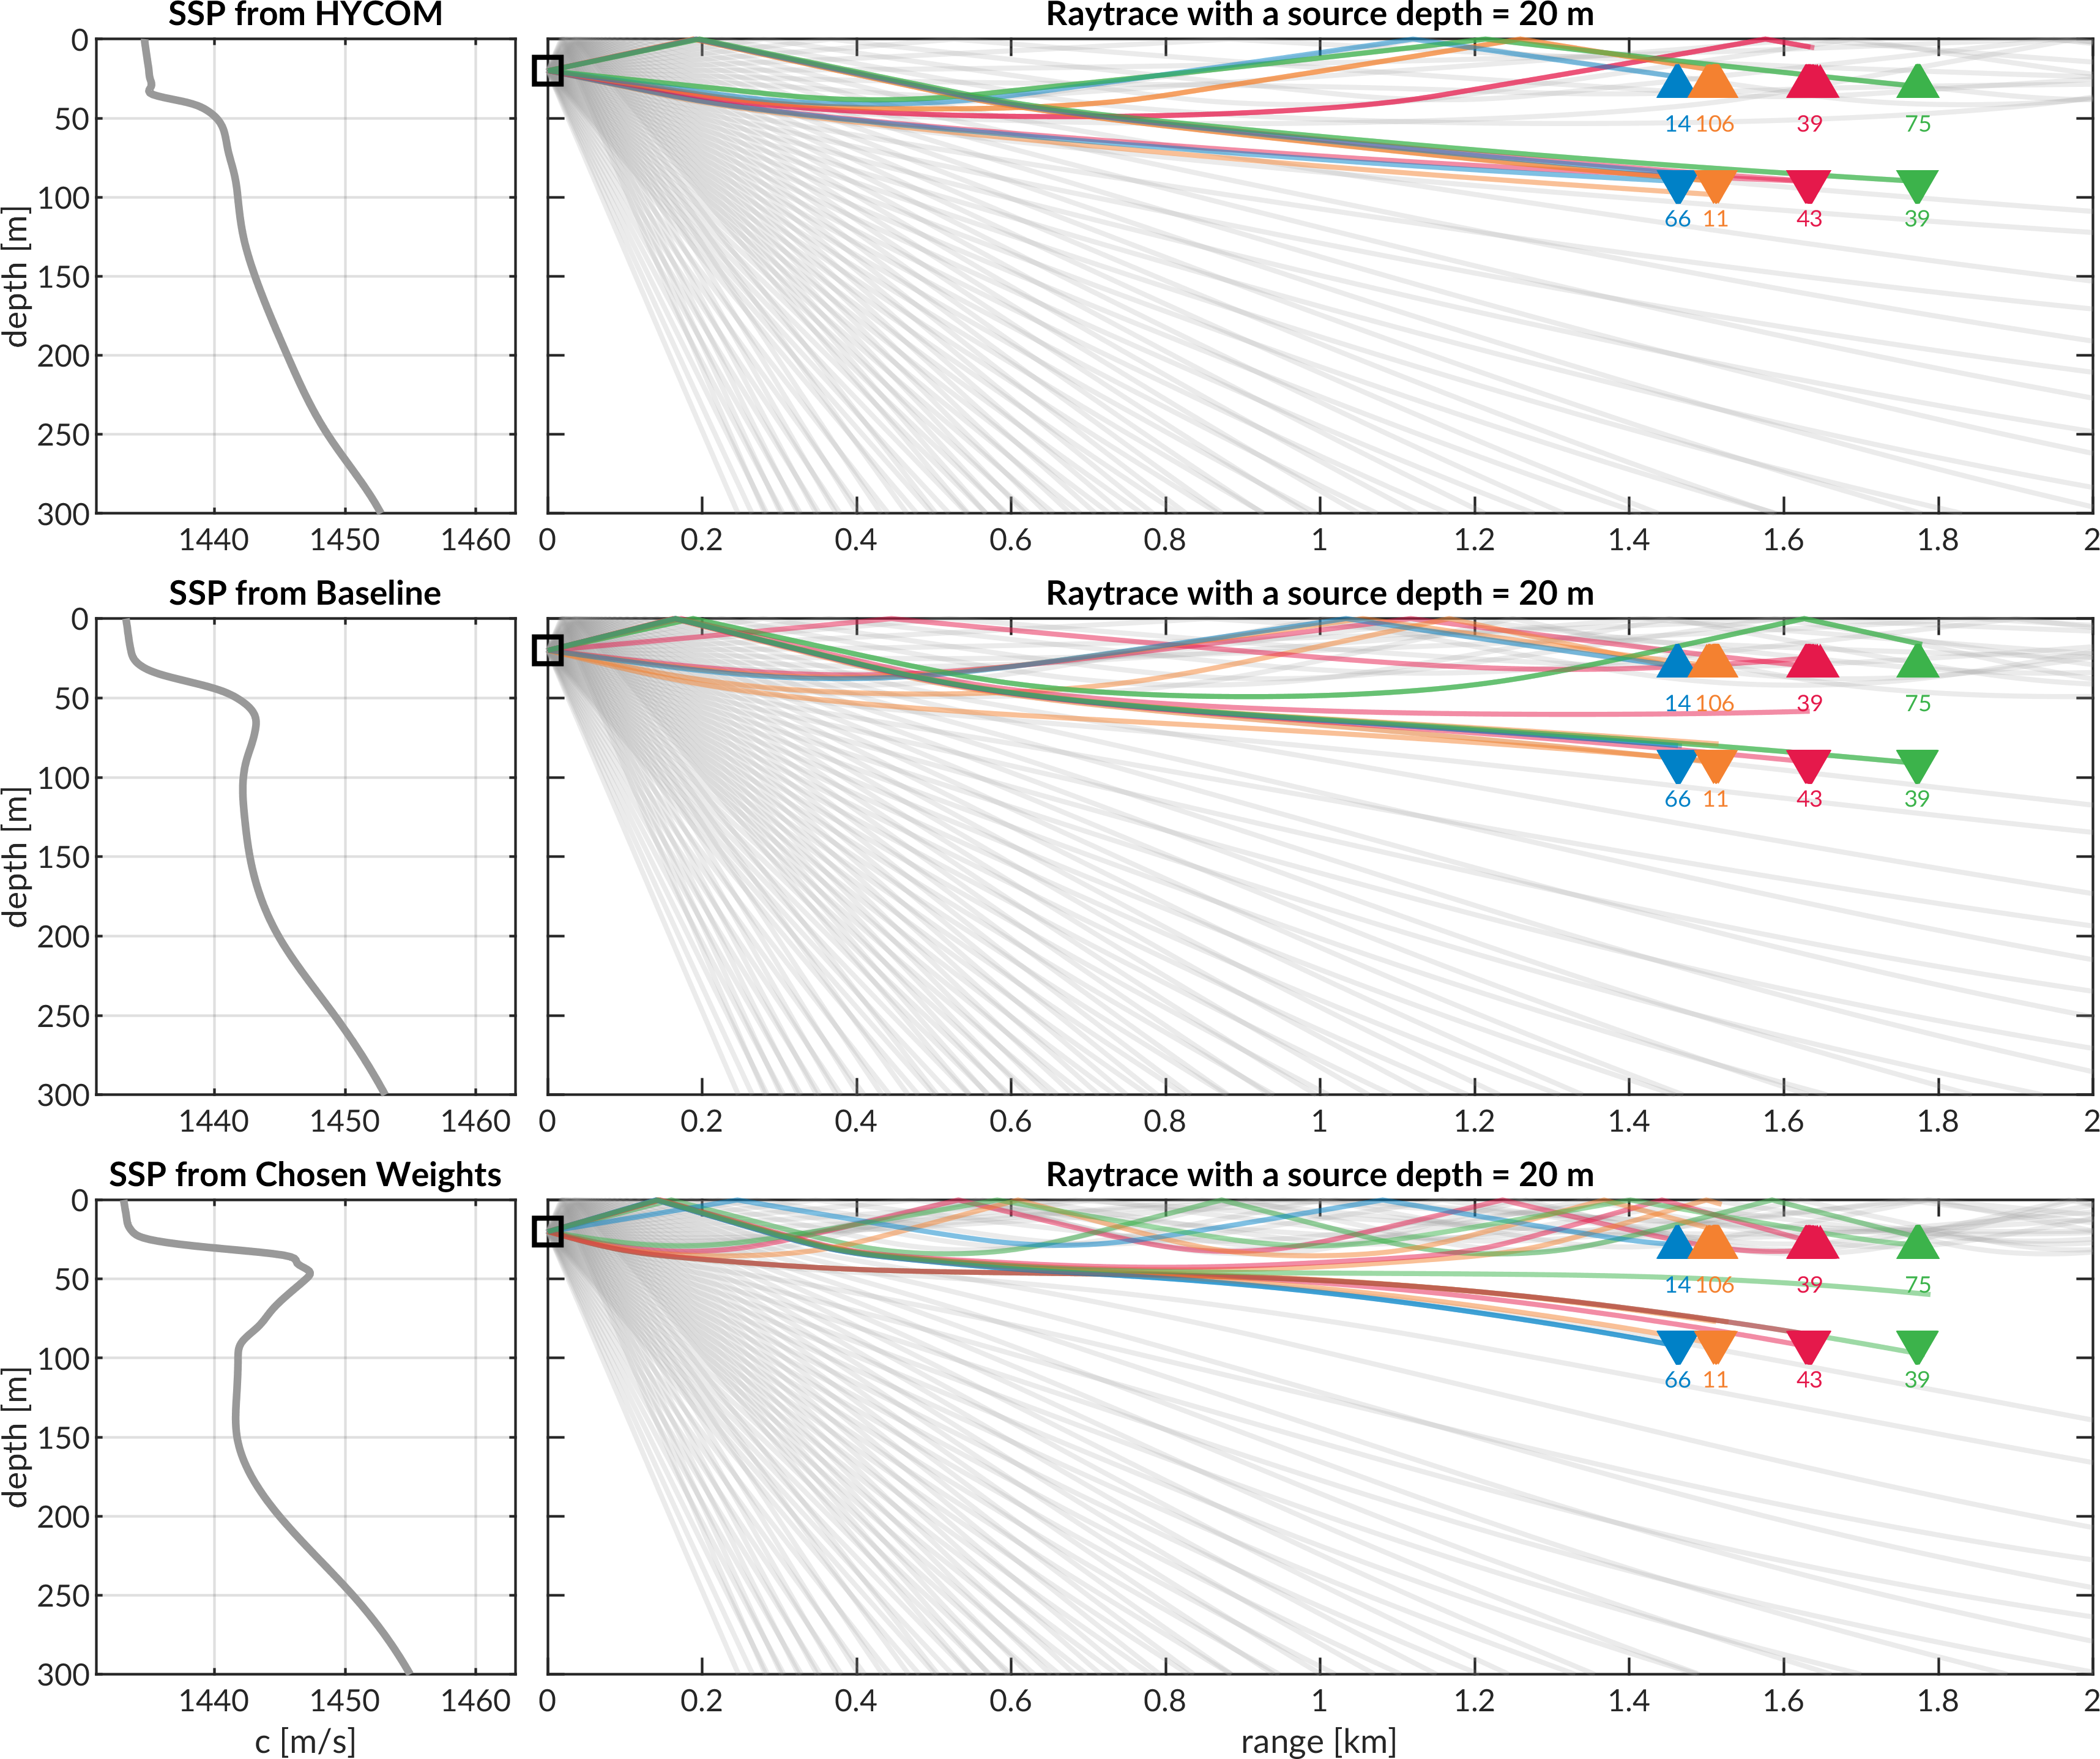 SSP from HYCOM
Raytrace with a source depth = 20 m
0
50
100
150
200
250
300
depth [m]
1440 1450 1460
14 106 39 75
66 11 43 39
0 0.2 0.4 0.6 0.8 1 1.2 1.4 1.6 1.8 2
SSP from Baseline
Raytrace with a source depth = 20 m
0
50
100
150
200
250
300
depth [m]
1440 1450 1460
14 106 39 75
66 11 43 39
0 0.2 0.4 0.6 0.8 1 1.2 1.4 1.6 1.8 2
SSP from Chosen Weights
Raytrace with a source depth = 20 m
0
50
100
150
200
250
300
depth [m]
1440 1450 1460
c [m/s]
14 106 39 75
66 11 43 39
0 0.2 0.4 0.6 0.8 1 1.2 1.4 1.6 1.8 2
range [km]